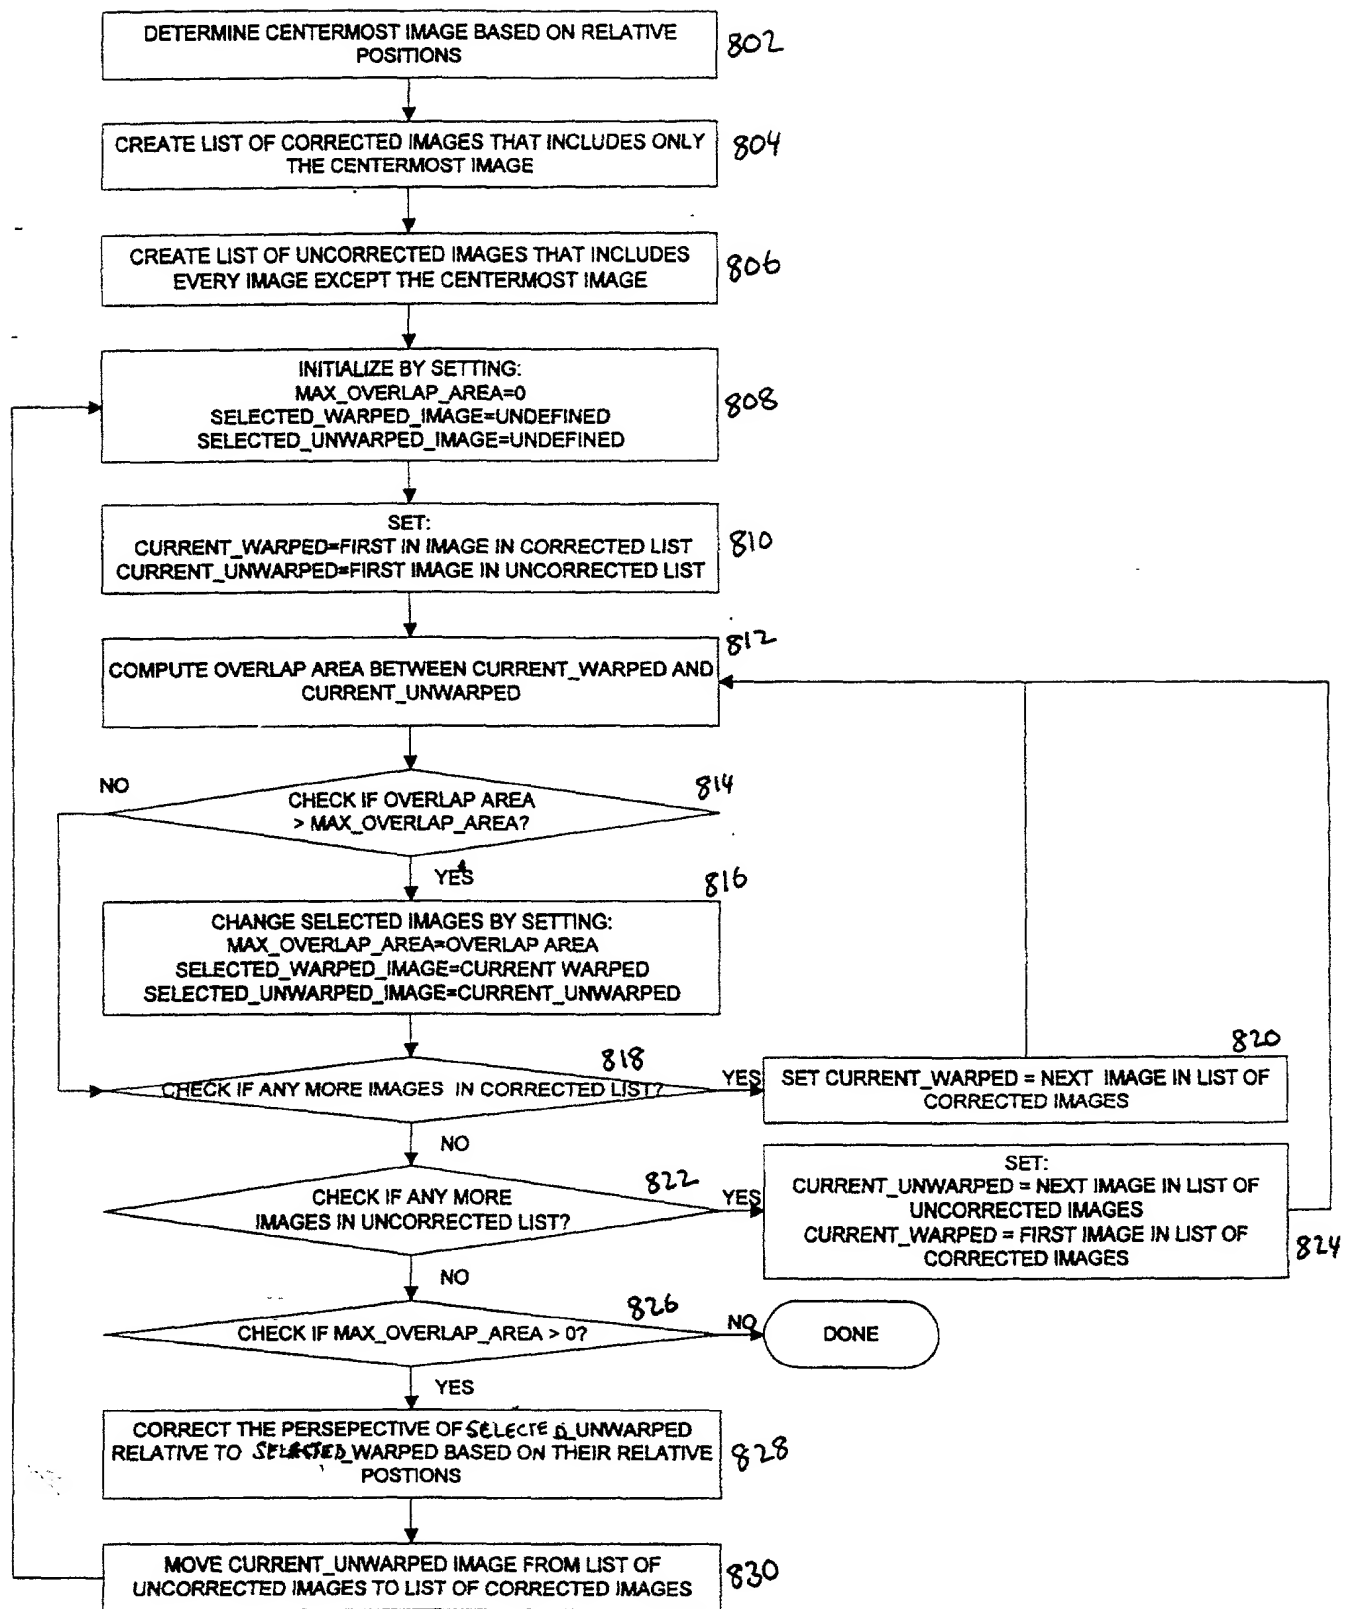 DETERMINE CENTERMOST IMAGE BASED ON RELATIVE
POSITIONS
802
CREATE LIST OF CORRECTED IMAGES THAT INCLUDES ONLY
THE CENTERMOST IMAGE
804
CREATE LIST OF UNCORRECTED IMAGES THAT INCLUDES
EVERY IMAGE EXCEPT THE CENTERMOST IMAGE
806
INITIALIZE BY SETTING:
MAX_OVERLAP_AREA=0
SELECTED_WARPED_IMAGE=UNDEFINED
SELECTED_UNWARPED_IMAGE=UNDEFINED
808
SET:
CURRENT_WARPED=FIRST IN IMAGE IN CORRECTED LIST
CURRENT_UNWARPED=FIRST IMAGE IN UNCORRECTED LIST
810
812
COMPUTE OVERLAP AREA BETWEEN CURRENT_WARPED AND
CURRENT_UNWARPED
NO
814
CHECK IF OVERLAP AREA
> MAX_OVERLAP_AREA?
YES
816
CHANGE SELECTED IMAGES BY SETTING:
MAX_OVERLAP_AREA=OVERLAP AREA
SELECTED_WARPED_IMAGE=CURRENT WARPED
SELECTED_UNWARPED_IMAGE=CURRENT_UNWARPED
818
CHECK IF ANY MORE IMAGES IN CORRECTED LIST?
YES
820
SET CURRENT_WARPED = NEXT IMAGE IN LIST OF
CORRECTED IMAGES
NO
822
CHECK IF ANY MORE
IMAGES IN UNCORRECTED LIST?
YES
SET:
CURRENT_UNWARPED = NEXT IMAGE IN LIST OF
UNCORRECTED IMAGES
CURRENT_WARPED = FIRST IMAGE IN LIST OF
CORRECTED IMAGES
824
NO
826
CHECK IF MAX_OVERLAP_AREA > 0?
NO
DONE
YES
CORRECT THE PERSEPECTIVE OF SELECTED_UNWARPED
RELATIVE TO SELECTED_WARPED BASED ON THEIR RELATIVE
POSTIONS
828
MOVE CURRENT_UNWARPED IMAGE FROM LIST OF
UNCORRECTED IMAGES TO LIST OF CORRECTED IMAGES
830